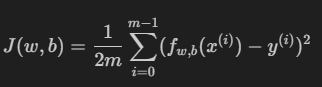 J(w, b) = \frac{1}{2m} \sum_{i=0}^{m-1} (f_{w,b}(x^{(i)}) - y^{(i)})^2